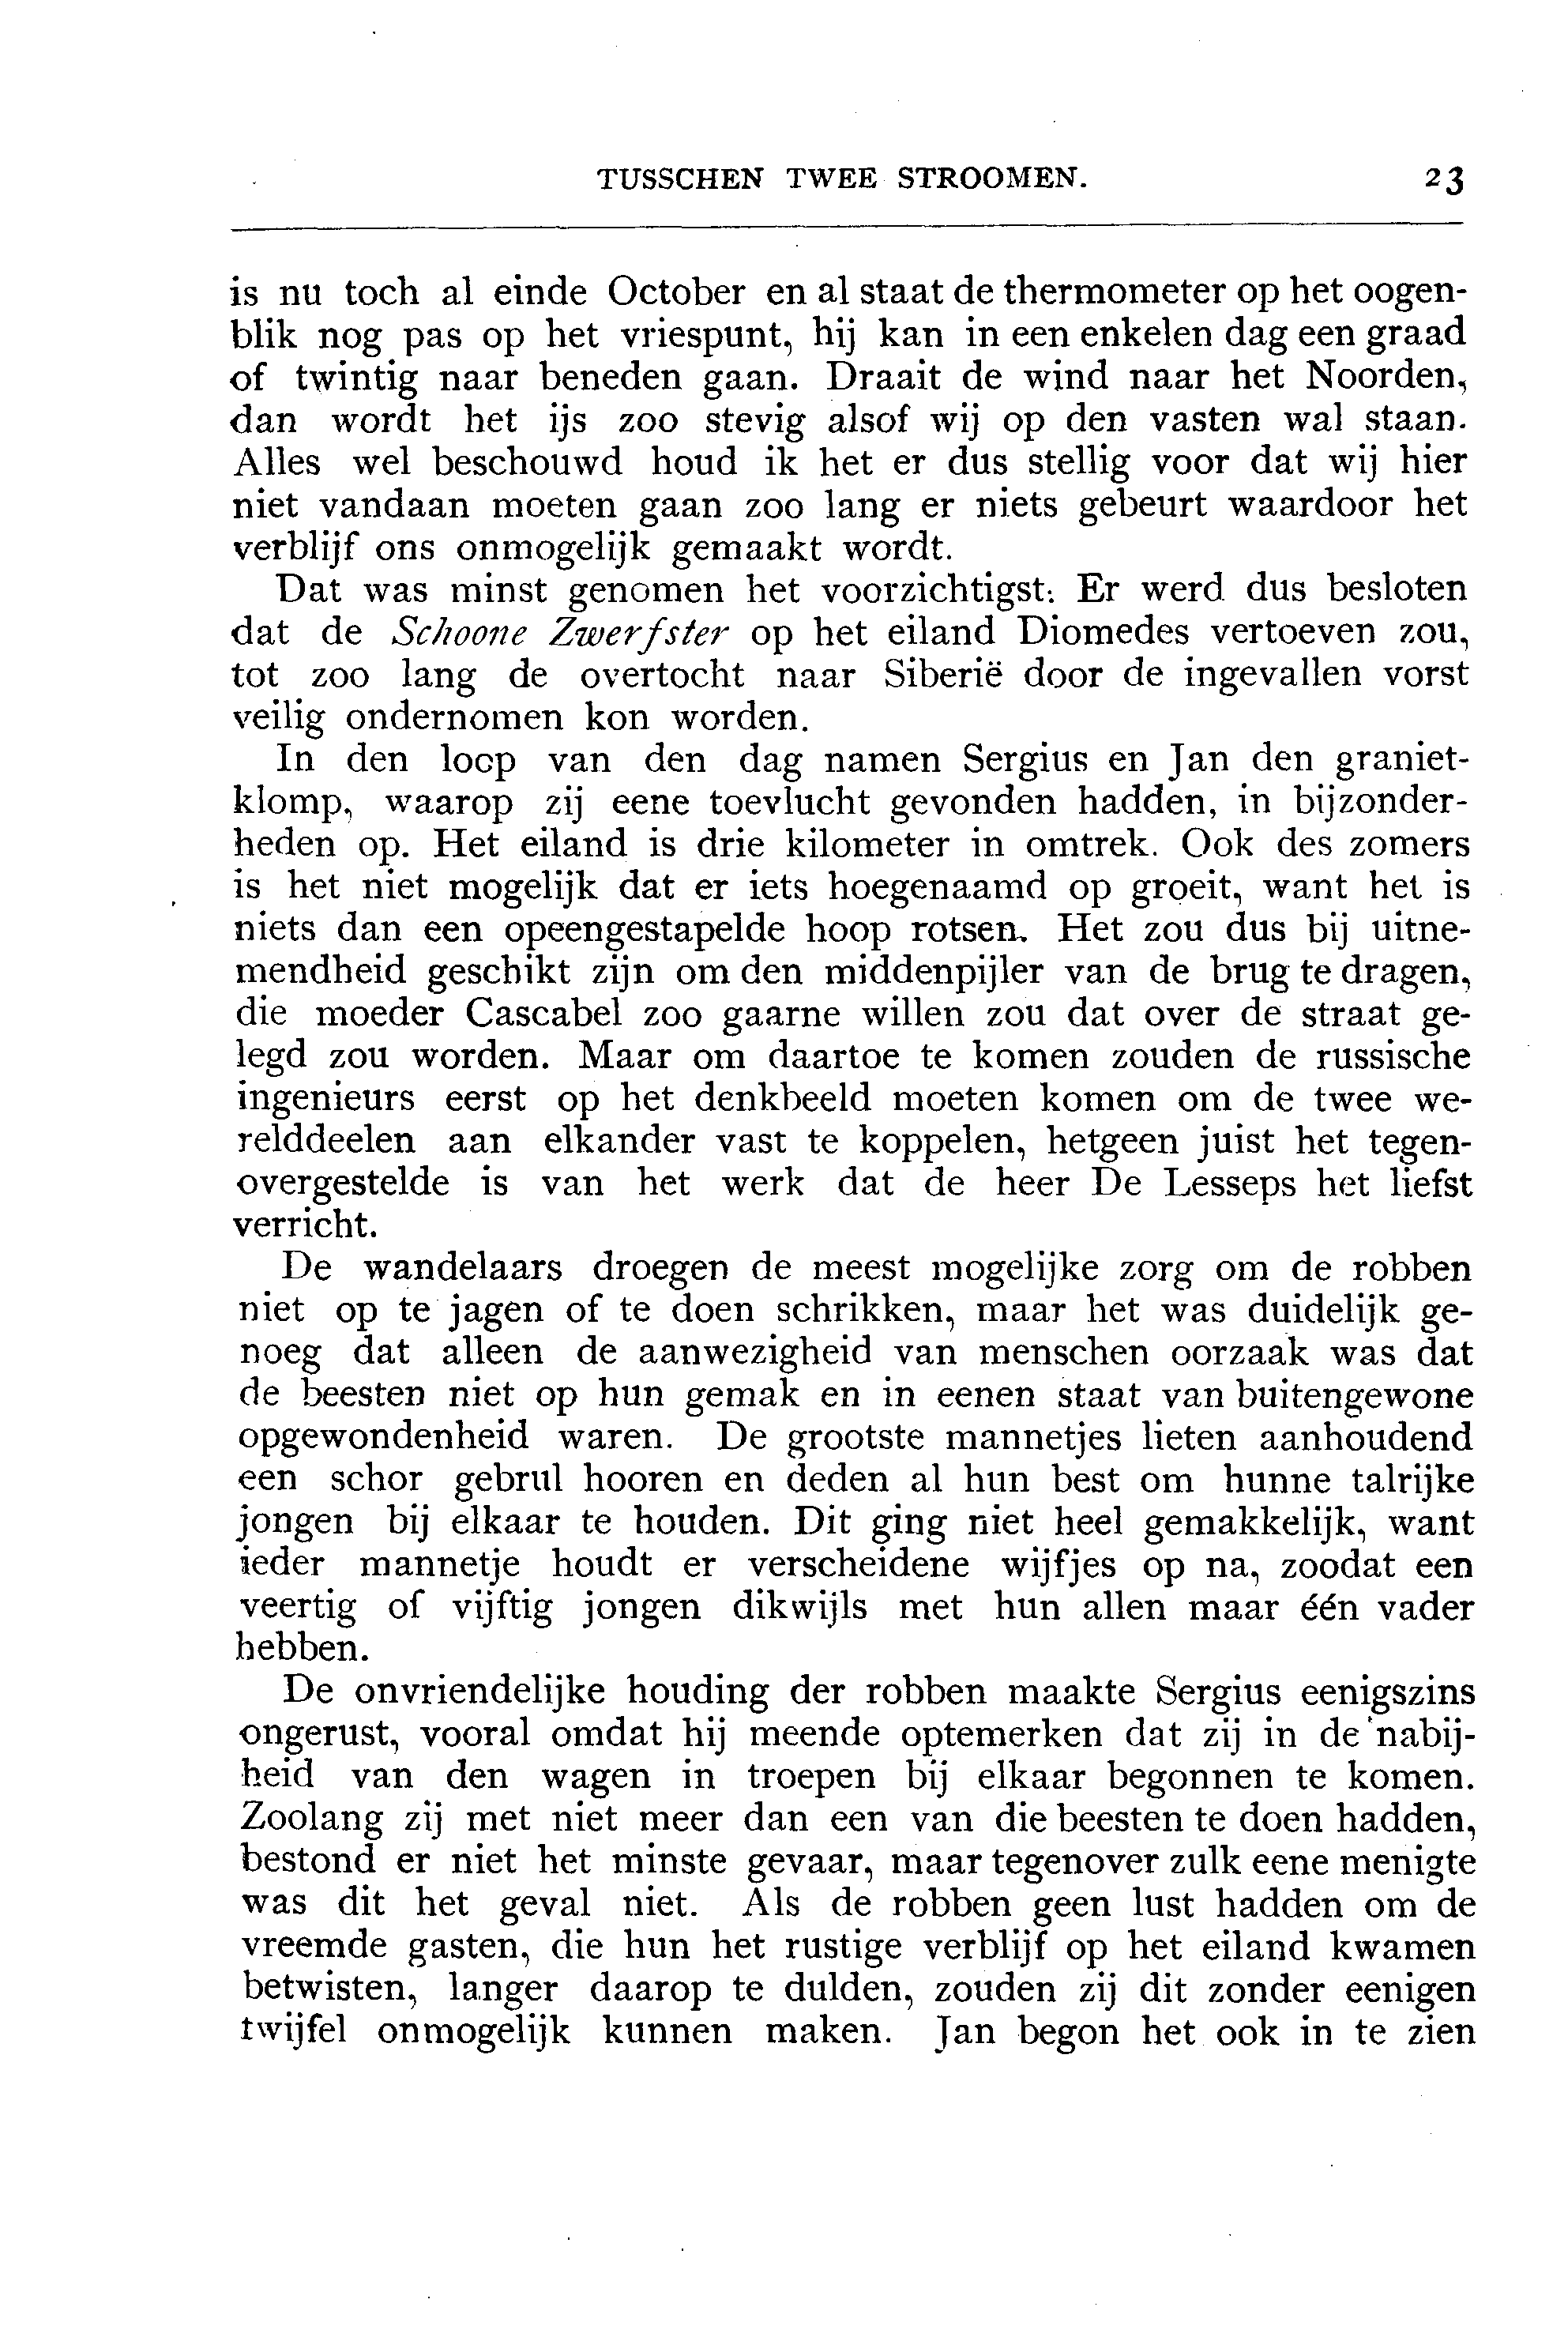 TUSSCHEN TWEE STROOMEN. 23
is nu toch al einde October en al staat de thermometer op het oogen-
blik nog pas op het vriespunt, hij kan in een enkelen dag een graad
of twintig naar beneden gaan. Draait de wind naar het Noorden,
dan wordt het ijs zoo stevig alsof wij op den vasten wal staan.
Alles wel beschouwd houd ik het er dus stellig voor dat wij hier
niet vandaan moeten gaan zoo lang er niets gebeurt waardoor het
verblijf ons onmogelijk gemaakt wordt.
Dat was minst genomen het voorzichtigst. Er werd dus besloten
dat de Schoone Zwerfster op het eiland Diomedes vertoeven zou,
tot zoo lang de overtocht naar Siberië door de ingevallen vorst
veilig ondernomen kon worden.
In den loop van den dag namen Sergius en Jan den graniet-
klomp, waarop zij eene toevlucht gevonden hadden, in bijzonder-
heden op. Het eiland is drie kilometer in omtrek. Ook des zomers
is het niet mogelijk dat er iets hoegenaamd op groeit, want het is
niets dan een opeengestapelde hoop rotsen. Het zou dus bij uitne-
mendheid geschikt zijn om den middenpijler van de brug te dragen,
die moeder Cascabel zoo gaarne willen zou dat over de straat ge-
legd zou worden. Maar om daartoe te komen zouden de russische
ingenieurs eerst op het denkbeeld moeten komen om de twee we-
relddeelen aan elkander vast te koppelen, hetgeen juist het tegen-
overgestelde is van het werk dat de heer De Lesseps het liefst
verricht.
De wandelaars droegen de meest mogelijke zorg om de robben
niet op te jagen of te doen schrikken, maar het was duidelijk ge-
noeg dat alleen de aanwezigheid van menschen oorzaak was dat
de beesten niet op hun gemak en in eenen staat van buitengewone
opgewondenheid waren. De grootste mannetjes lieten aanhoudend
een schor gebrul hooren en deden al hun best om hunne talrijke
jongen bij elkaar te houden. Dit ging niet heel gemakkelijk, want
ieder mannetje houdt er verscheidene wijfjes op na, zoodat een
veertig of vijftig jongen dikwijls met hun allen maar één vader
hebben.
De onvriendelijke houding der robben maakte Sergius eenigszins
ongerust, vooral omdat hij meende optemerken dat zij in de nabij-
heid van den wagen in troepen bij elkaar begonnen te komen.
Zoolang zij met niet meer dan een van die beesten te doen hadden,
bestond er niet het minste gevaar, maar tegenover zulk eene menigte
was dit het geval niet. Als de robben geen lust hadden om de
vreemde gasten, die hun het rustige verblijf op het eiland kwamen
betwisten, langer daarop te dulden, zouden zij dit zonder eenigen
twijfel onmogelijk kunnen maken. Jan begon het ook in te zien